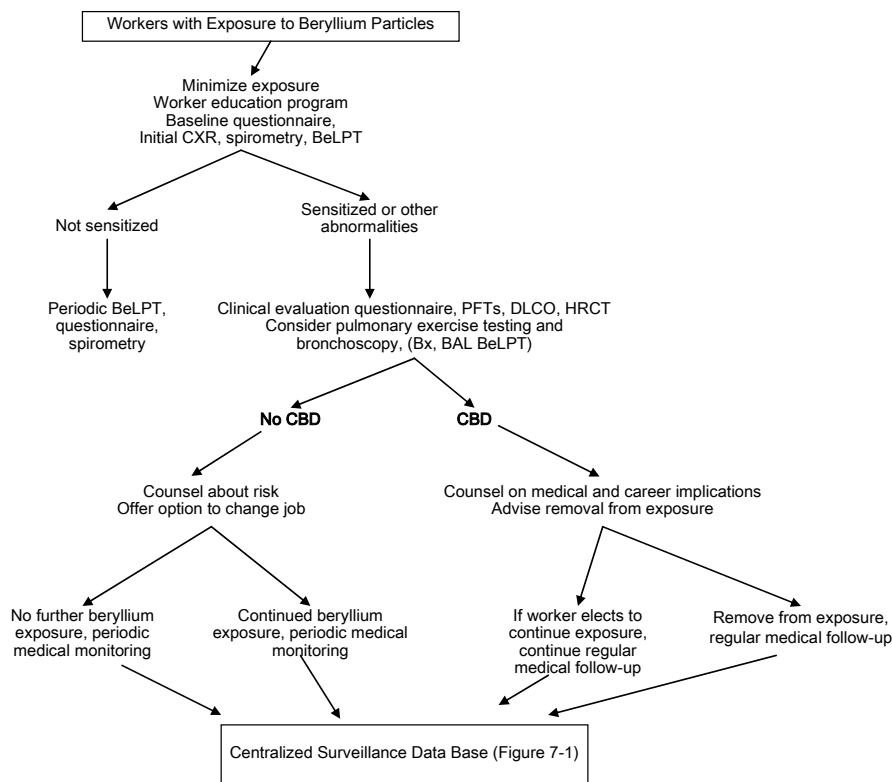 Workers with Exposure to Beryllium Particles
Minimize exposure
Worker education program
Baseline questionnaire,
Initial CXR, spirometry, BeLPT
Not sensitized
Sensitized or other
abnormalities
Periodic BeLPT,
questionnaire,
spirometry
Clinical evaluation questionnaire, PFTs, DLCO, HRCT
Consider pulmonary exercise testing and
bronchoscopy, (Bx, BAL BeLPT)
No CBD
CBD
Counsel about risk
Offer option to change job
Counsel on medical and career implications
Advise removal from exposure
No further beryllium
exposure, periodic
medical monitoring
Continued beryllium
exposure, periodic medical
monitoring
If worker elects to
continue exposure,
continue regular
medical follow-up
Remove from exposure,
regular medical follow-up
Centralized Surveillance Data Base (Figure 7-1)